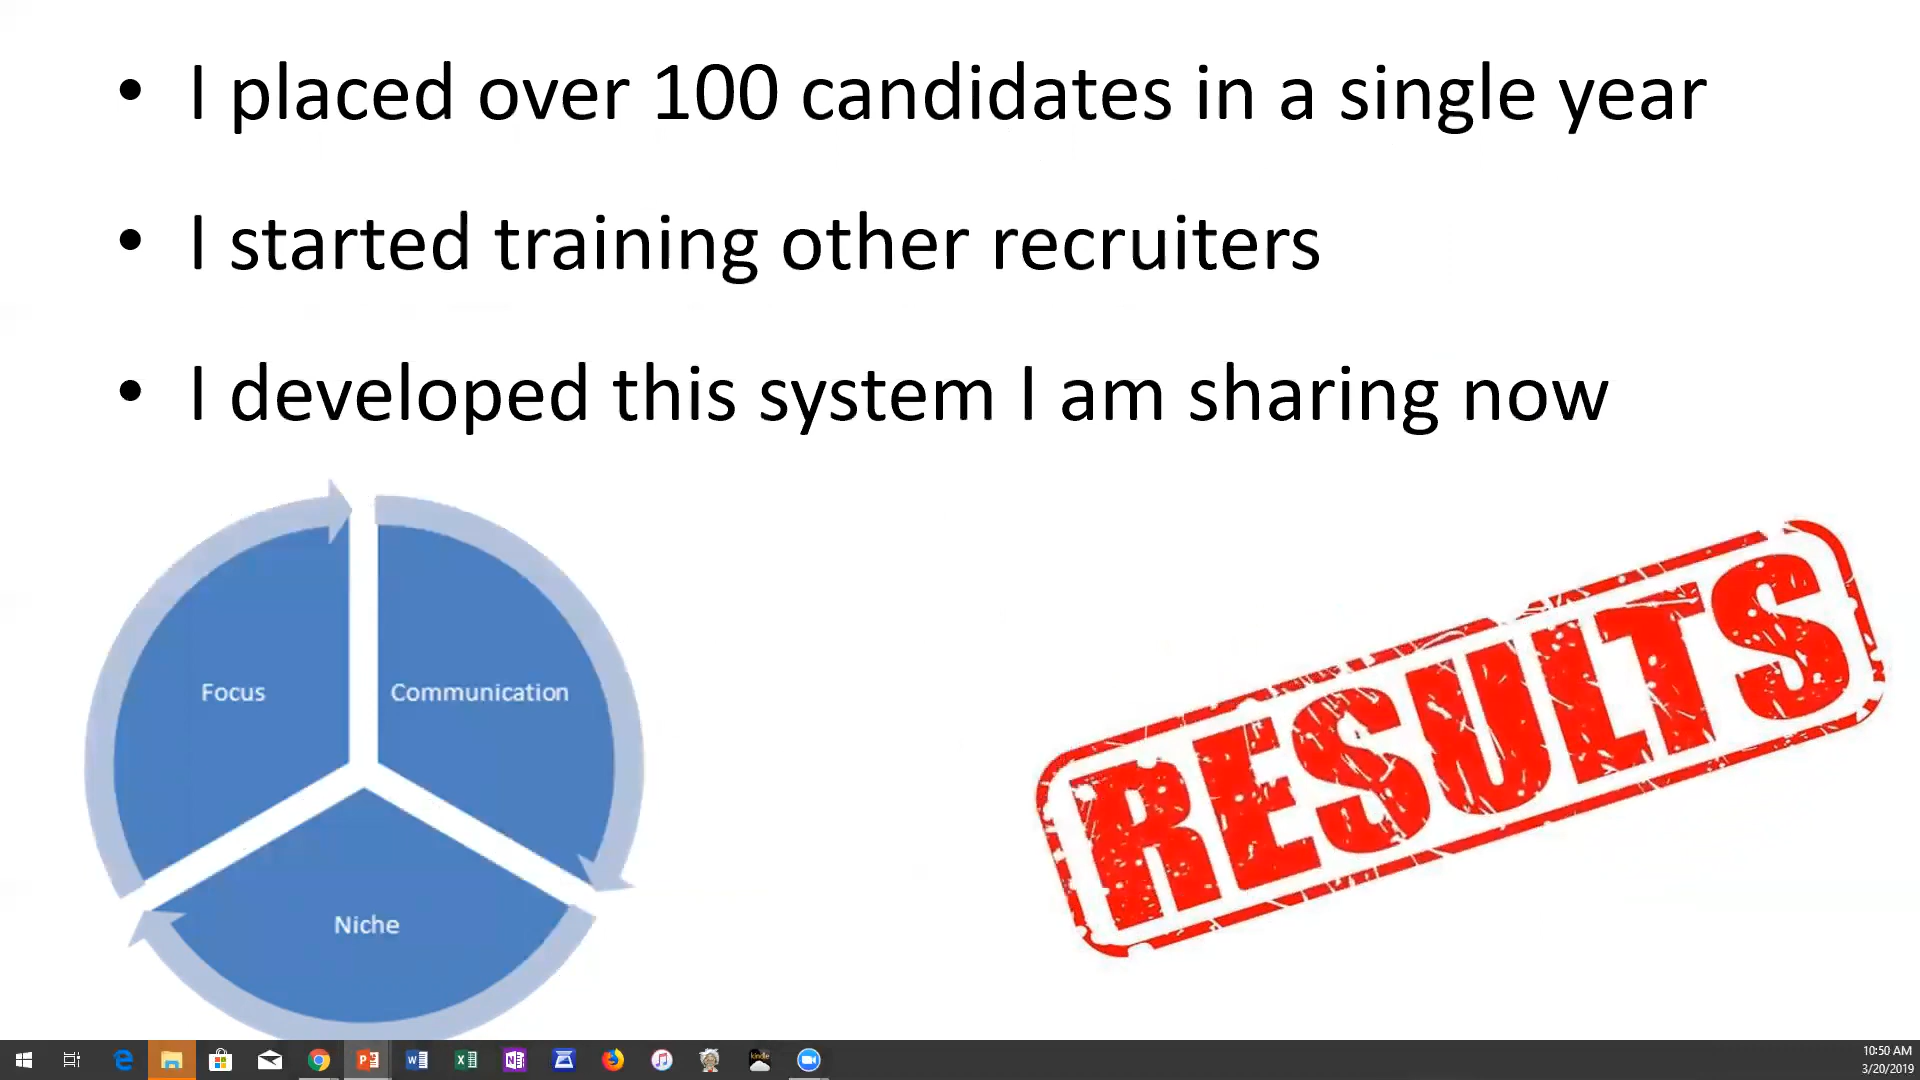 • I placed over 100 candidates in a single year
• I started training other recruiters
• I developed this system I am sharing now
Focus
Communication
Niche
RESULTS
kindle
10:50 AM
3/20/2019